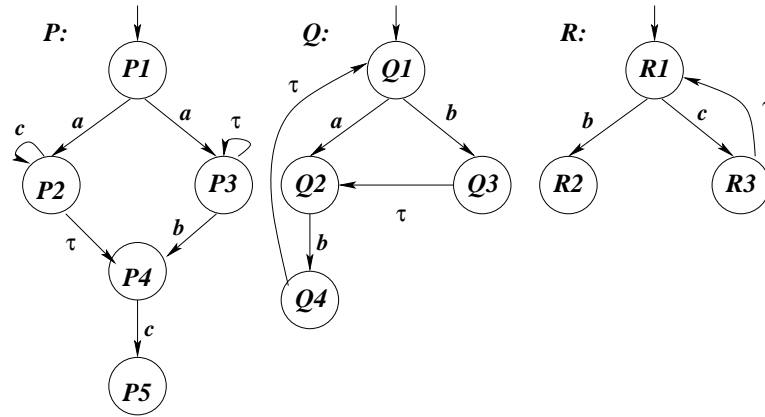 P: Q: R:
P1 Q1 R1
τ
a a a b b c
c τ
P2 P3 Q2 Q3 R2 R3
τ b b τ
P4 Q4
c
P5